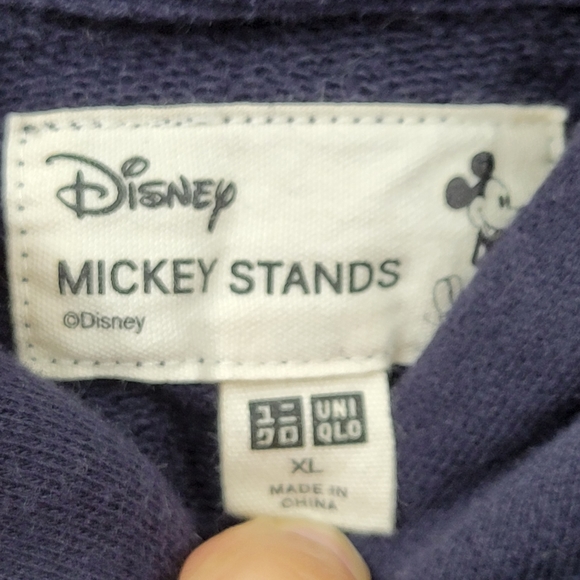 Disney
MICKEY STANDS
©Disney
ユニ UNI
クロ QLO
XL
MADE IN
CHINA